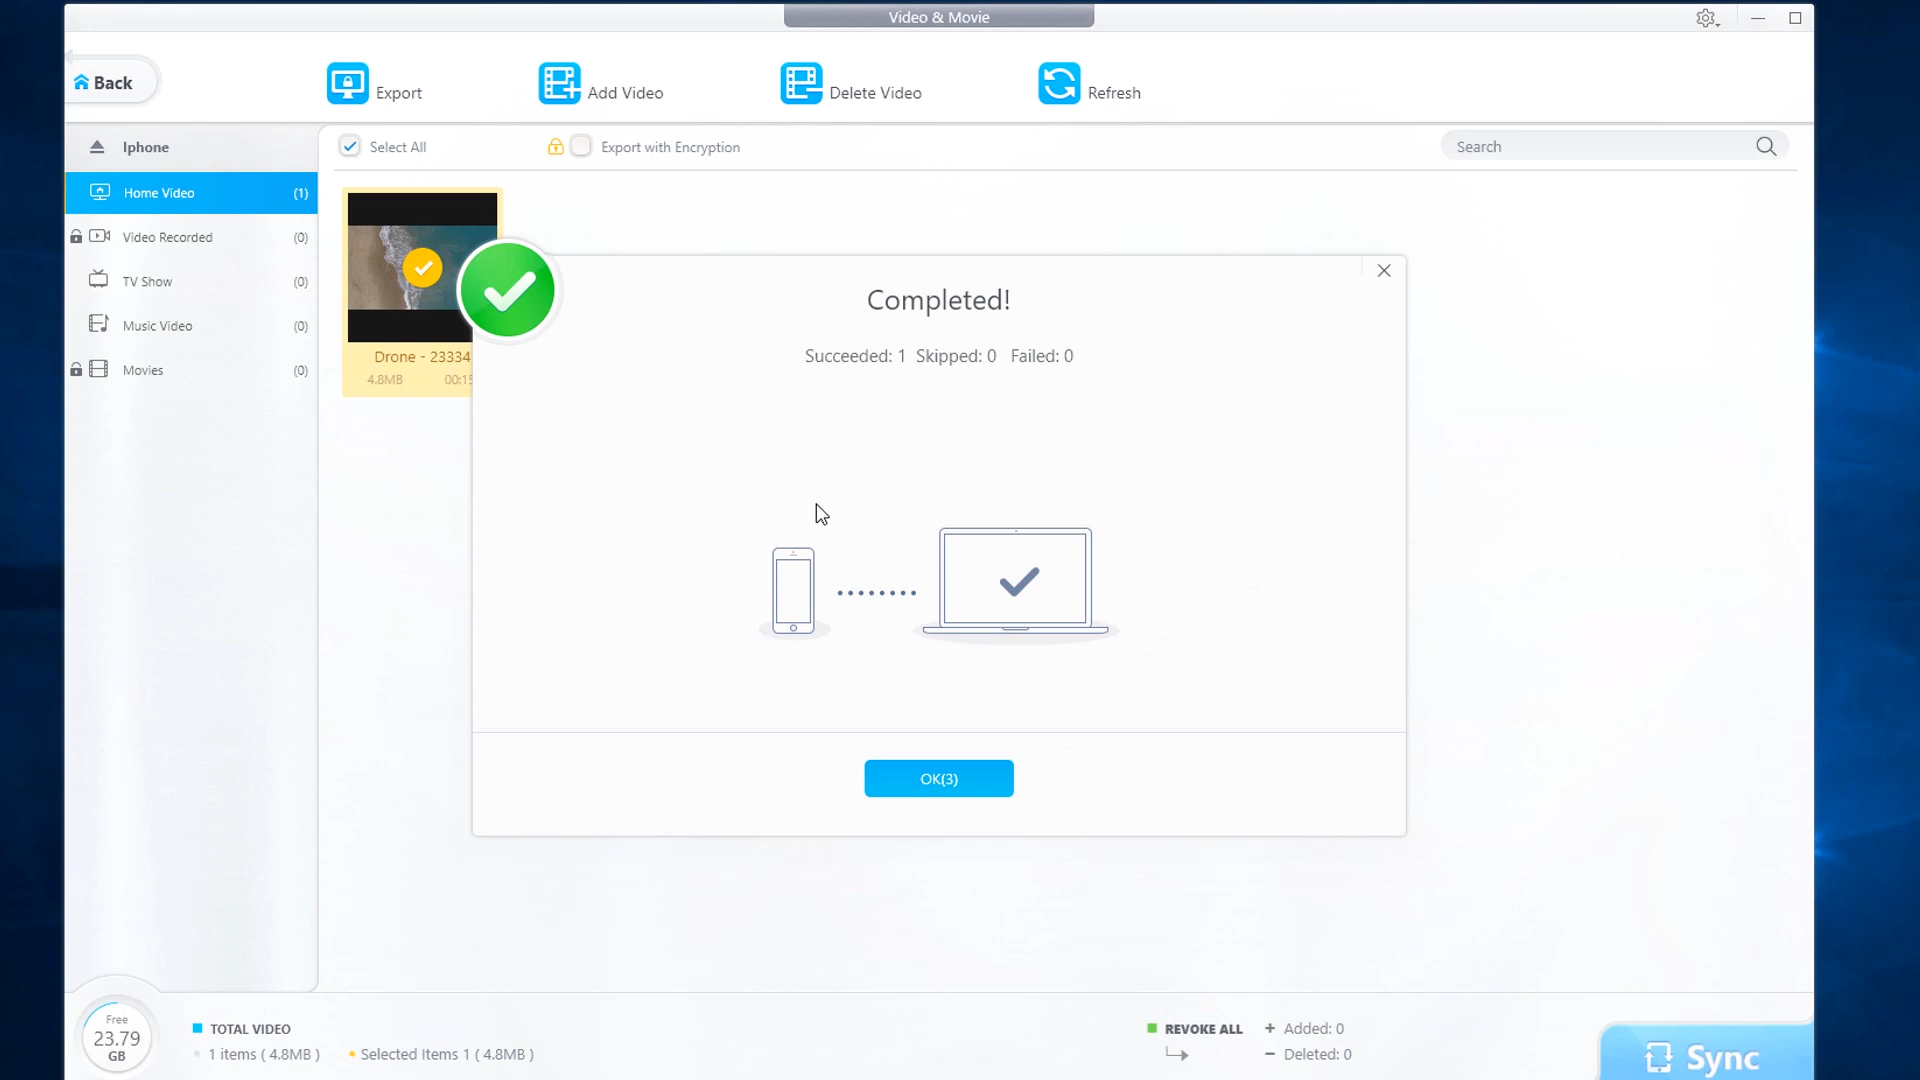 Video & Movie
Back
Export
Add Video
Delete Video
Refresh
Iphone
Select All
Export with Encryption
Search
Home Video (1)
Video Recorded (0)
TV Show (0)
Music Video (0)
Movies (0)
Drone - 23334
4.8MB 00:15
Completed!
Succeeded: 1 Skipped: 0 Failed: 0
OK(3)
Free
23.79
GB
TOTAL VIDEO
1 items ( 4.8MB )
Selected Items 1 ( 4.8MB )
REVOKE ALL
+ Added: 0
− Deleted: 0
Sync